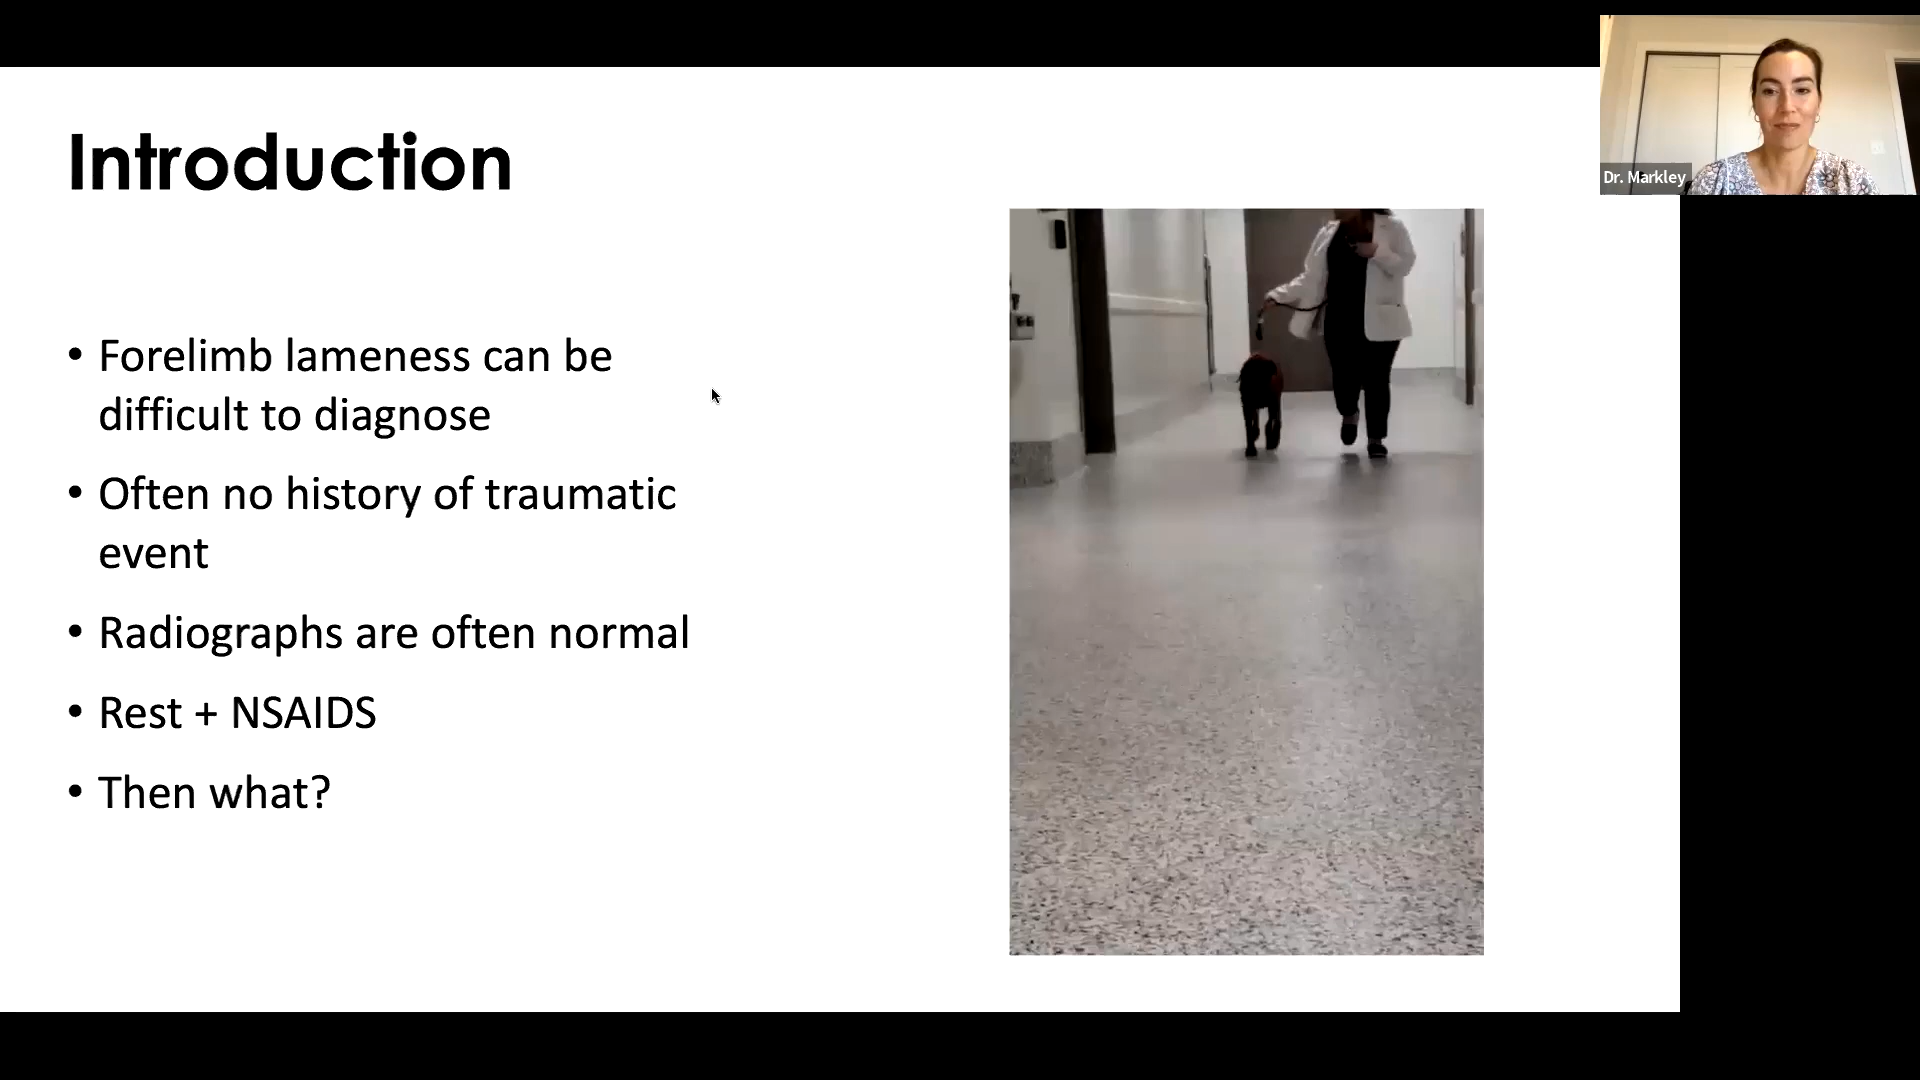 Introduction
• Forelimb lameness can be
difficult to diagnose
• Often no history of traumatic
event
• Radiographs are often normal
• Rest + NSAIDS
• Then what?
Dr. Markley